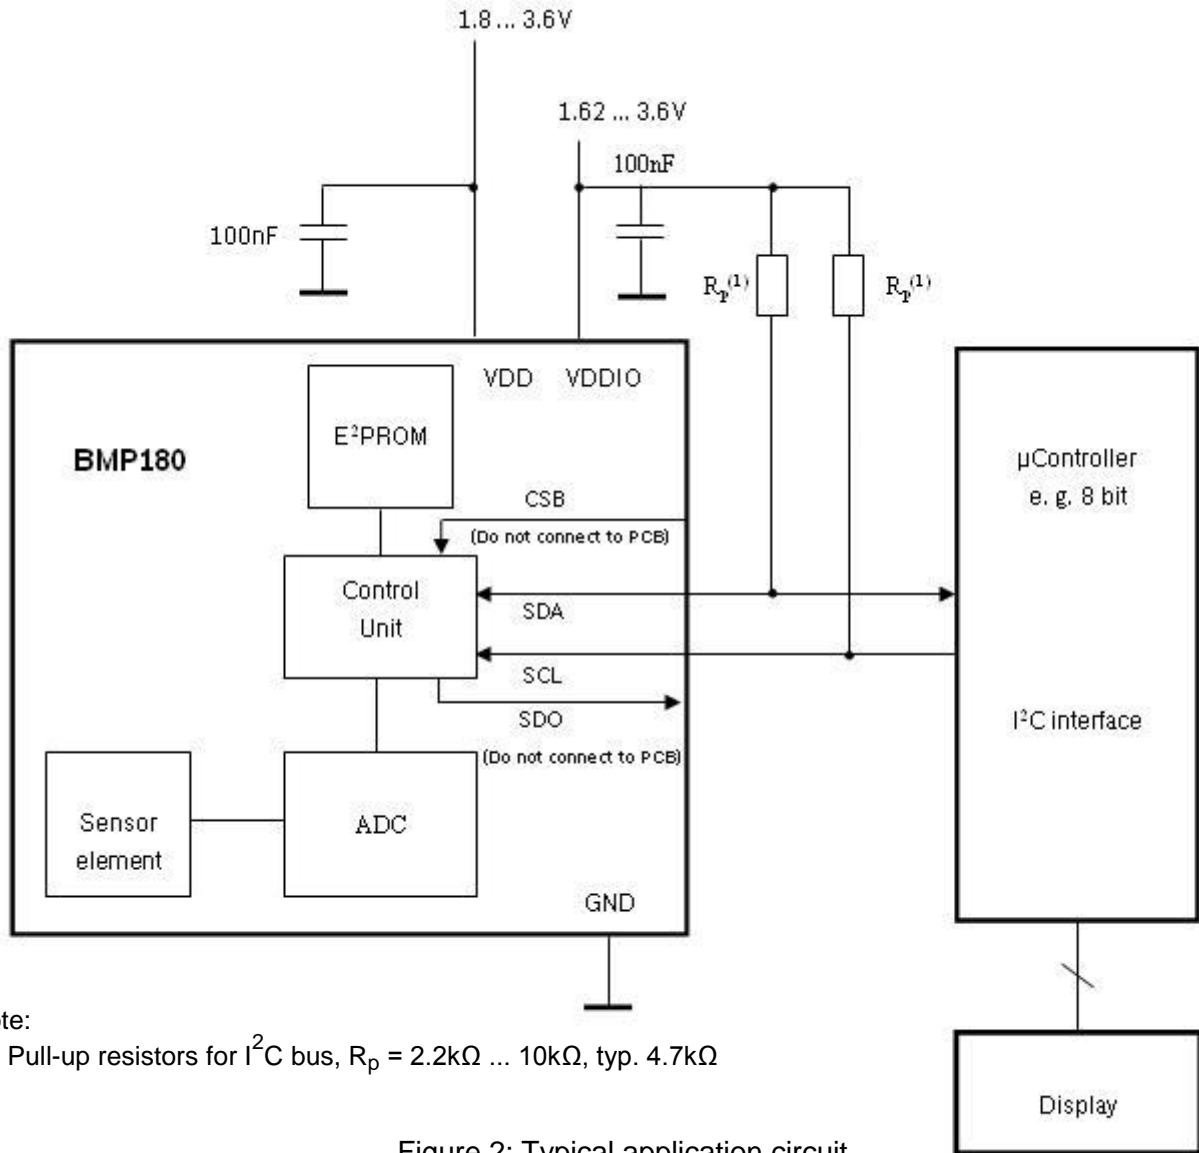 1.8 ... 3.6V
1.62 ... 3.6V
100nF
100nF
Rp(1)
Rp(1)
VDD VDDIO
E²PROM
BMP180
CSB
(Do not connect to PCB)
Control
Unit
SDA
SCL
SDO
(Do not connect to PCB)
Sensor
element
ADC
GND
µController
e. g. 8 bit
I²C interface
Display
Pull-up resistors for I²C bus, Rp = 2.2kΩ ... 10kΩ, typ. 4.7kΩ
Figure 2: Typical application circuit